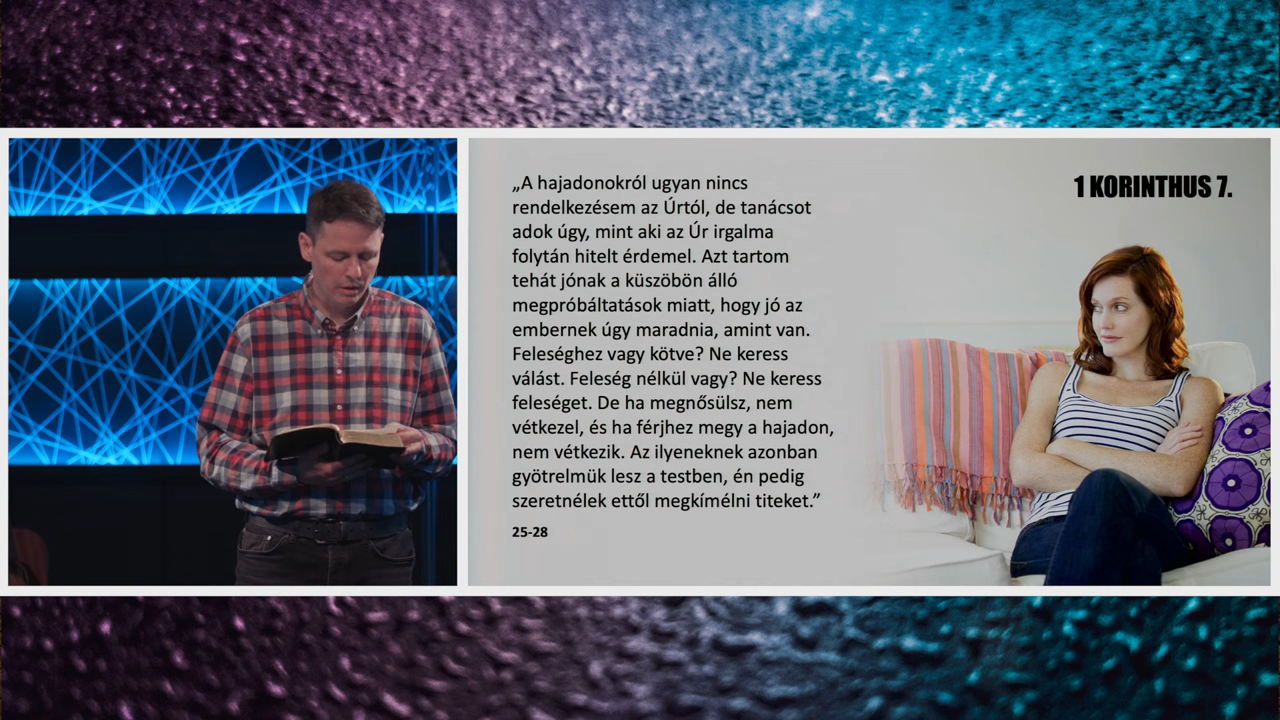 1 KORINTHUS 7.
„A hajadonokról ugyan nincs
rendelkezésem az Úrtól, de tanácsot
adok úgy, mint aki az Úr irgalma
folytán hitelt érdemel. Azt tartom
tehát jónak a küszöbön álló
megpróbáltatások miatt, hogy jó az
embernek úgy maradnia, amint van.
Feleséghez vagy kötve? Ne keress
válást. Feleség nélkül vagy? Ne keress
feleséget. De ha megnősülsz, nem
vétkezel, és ha férjhez megy a hajadon,
nem vétkezik. Az ilyeneknek azonban
gyötrelmük lesz a testben, én pedig
szeretnélek ettől megkímélni titeket.”
25-28